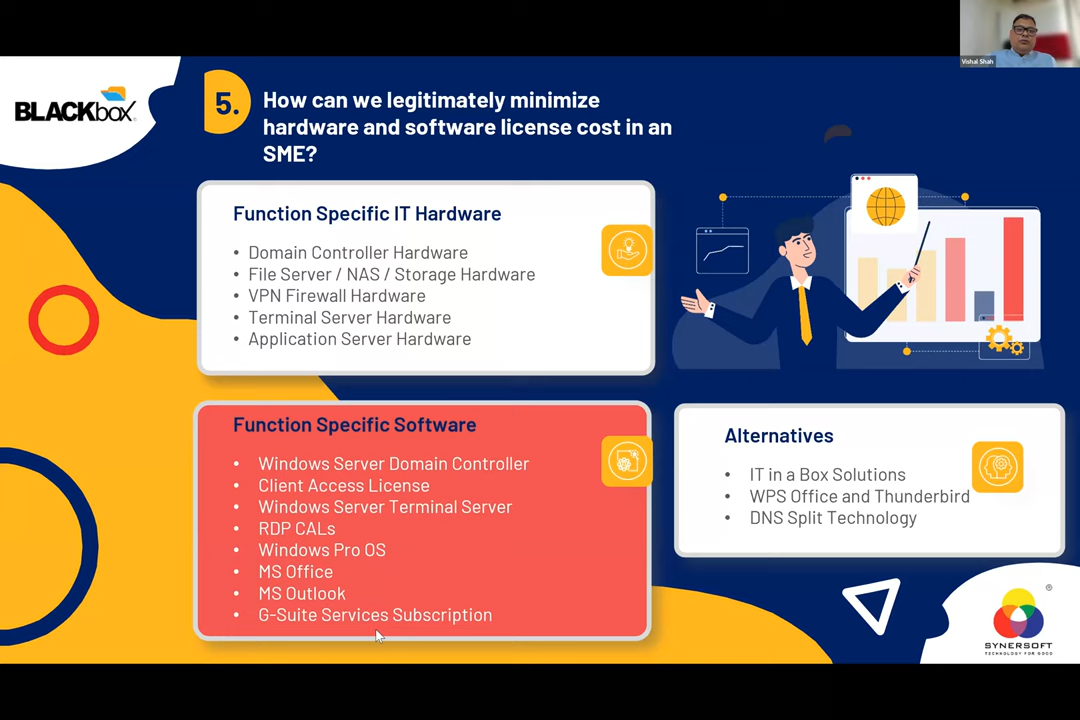 Vishal Shah
BLACKbox
5.
How can we legitimately minimize
hardware and software license cost in an
SME?
Function Specific IT Hardware
• Domain Controller Hardware
• File Server / NAS / Storage Hardware
• VPN Firewall Hardware
• Terminal Server Hardware
• Application Server Hardware
Function Specific Software
• Windows Server Domain Controller
• Client Access License
• Windows Server Terminal Server
• RDP CALs
• Windows Pro OS
• MS Office
• MS Outlook
• G-Suite Services Subscription
Alternatives
• IT in a Box Solutions
• WPS Office and Thunderbird
• DNS Split Technology
®
SYNERSOFT
TECHNOLOGY FOR GOOD